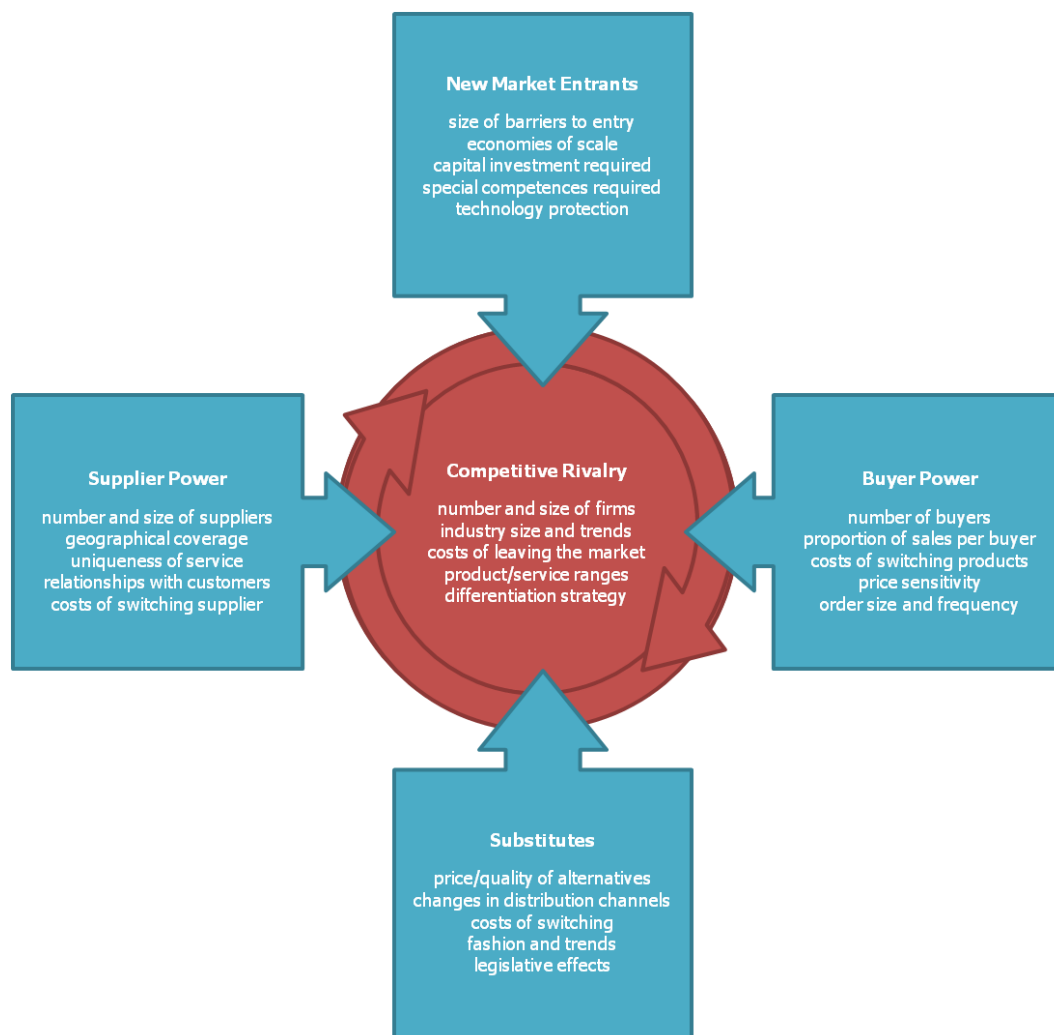 New Market Entrants
size of barriers to entry
economies of scale
capital investment required
special competences required
technology protection
Supplier Power
number and size of suppliers
geographical coverage
uniqueness of service
relationships with customers
costs of switching supplier
Competitive Rivalry
number and size of firms
industry size and trends
costs of leaving the market
product/service ranges
differentiation strategy
Buyer Power
number of buyers
proportion of sales per buyer
costs of switching products
price sensitivity
order size and frequency
Substitutes
price/quality of alternatives
changes in distribution channels
costs of switching
fashion and trends
legislative effects